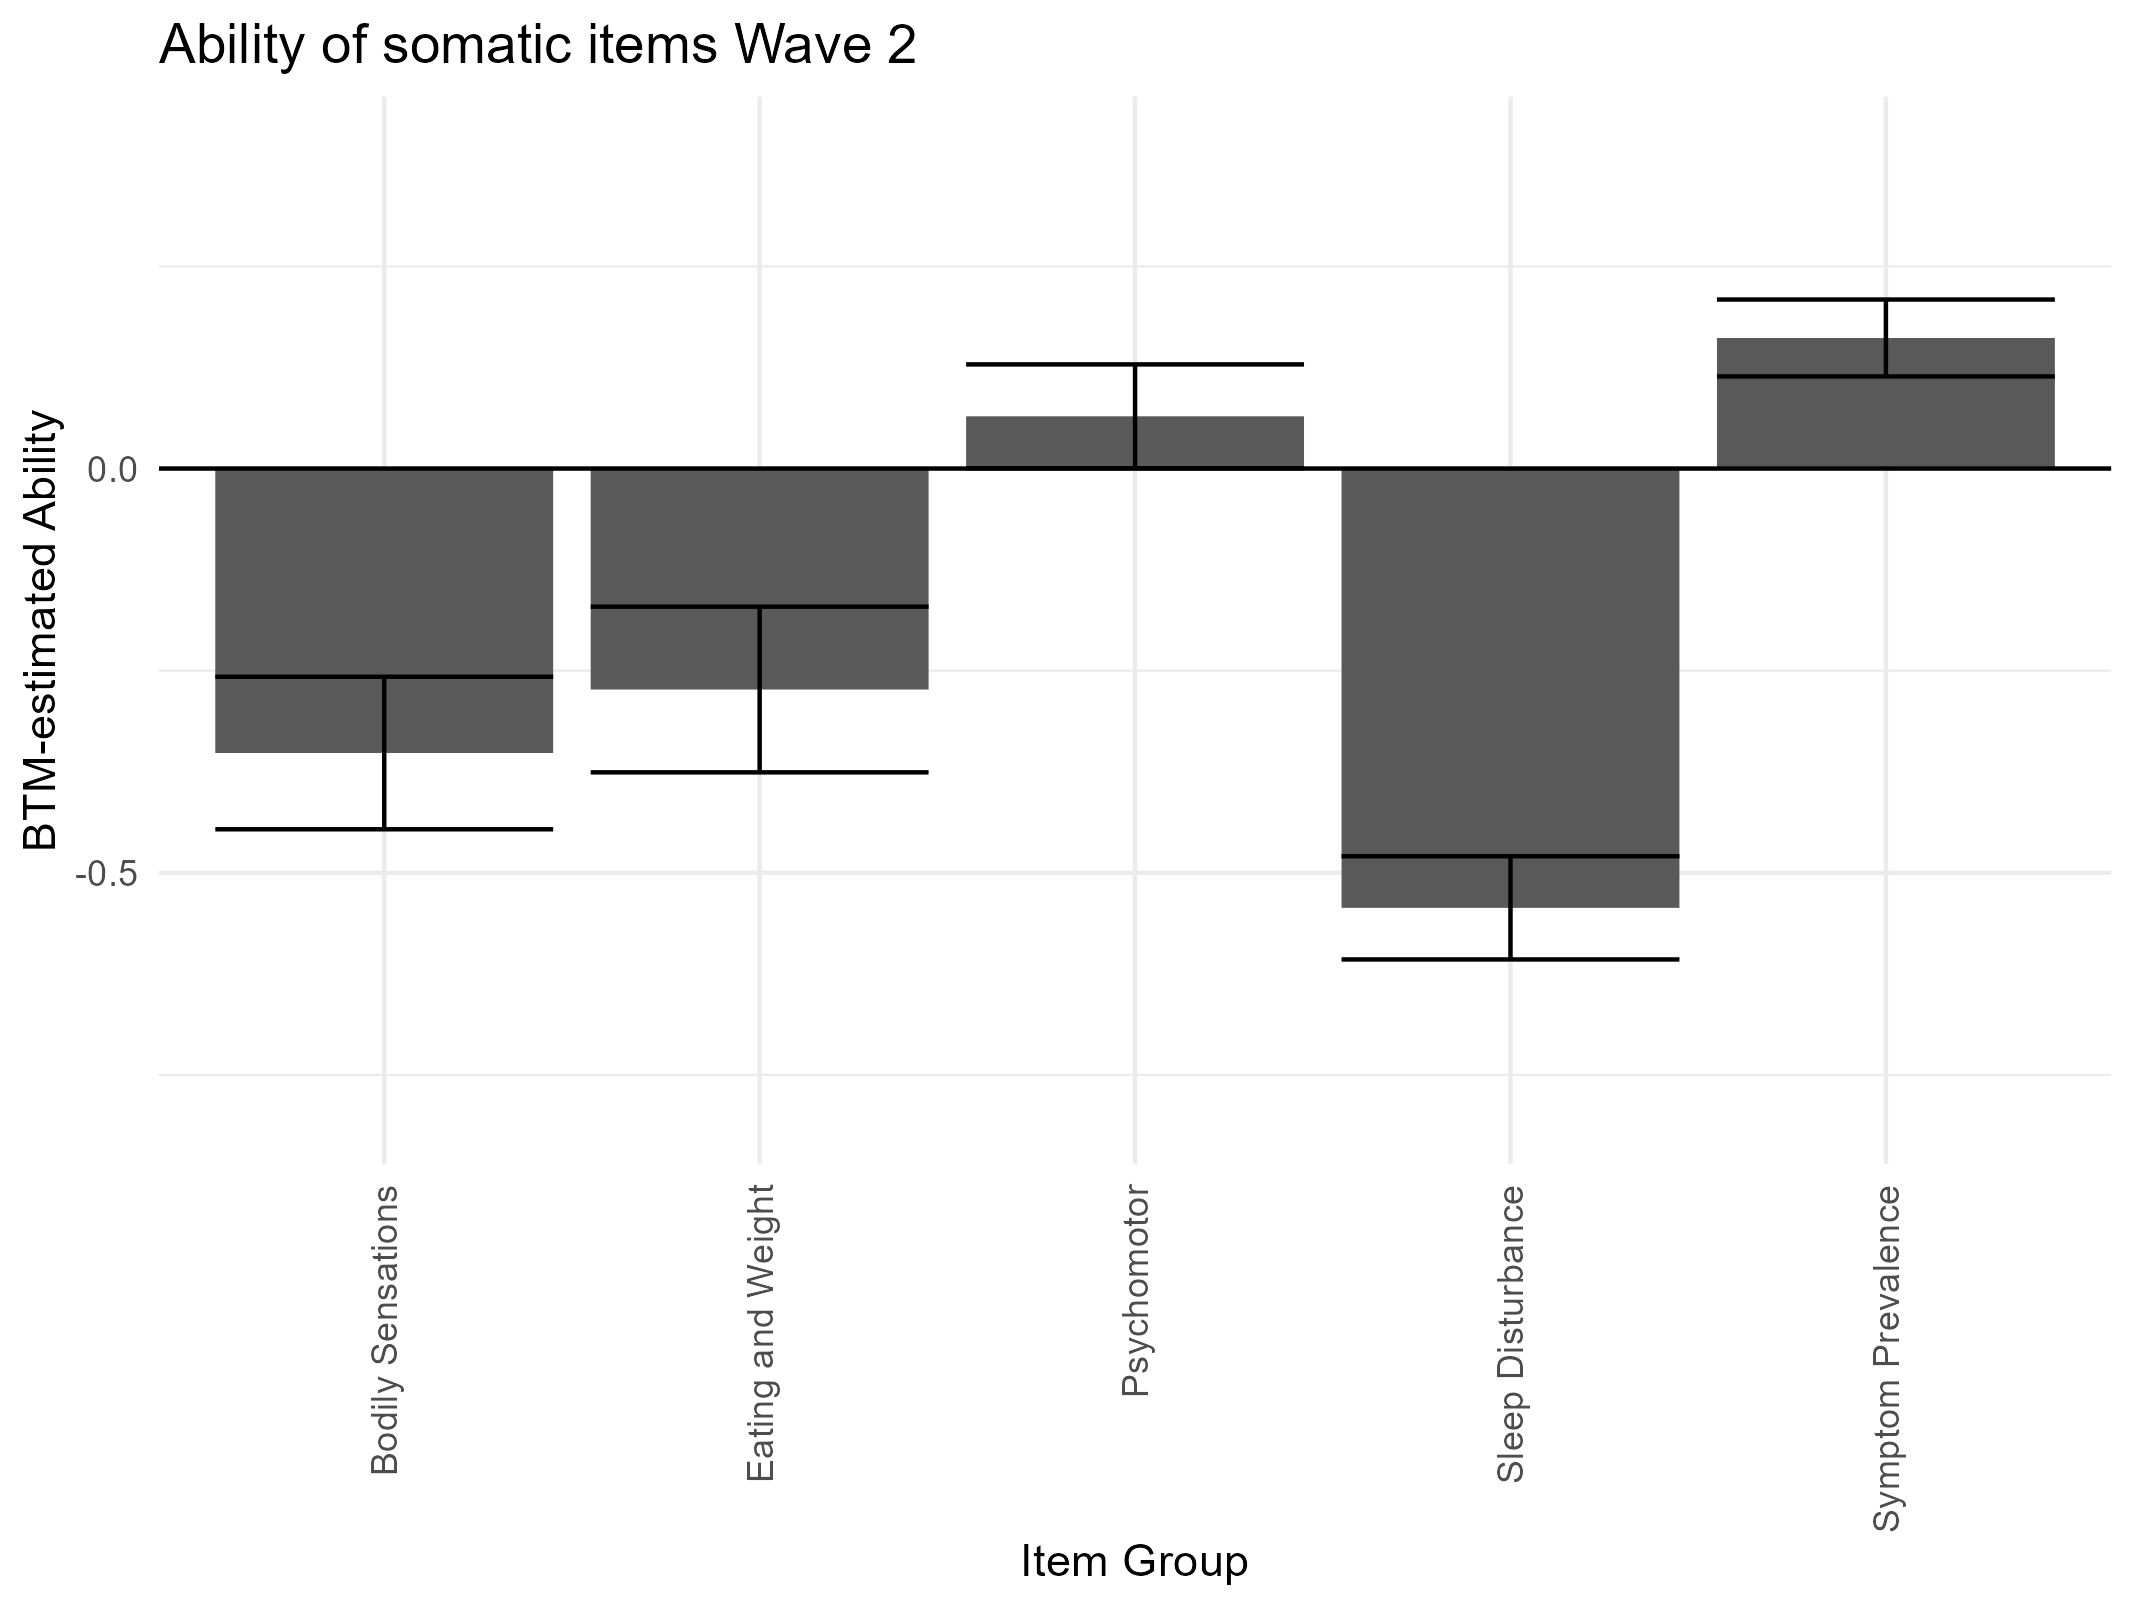 Ability of somatic items Wave 2
BTM-estimated Ability
0.0
-0.5
Bodily Sensations
Eating and Weight
Psychomotor
Sleep Disturbance
Symptom Prevalence
Item Group